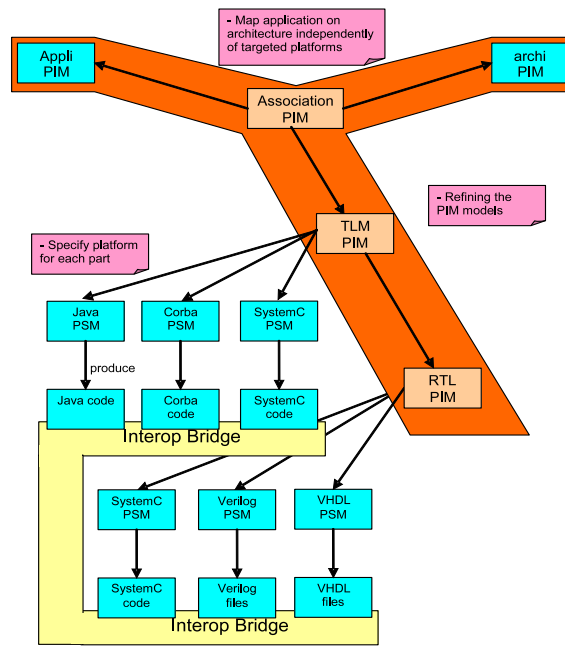 - Map application on
architecture independently
of targeted platforms
Appli
PIM
archi
PIM
Association
PIM
- Refining the
PIM models
TLM
PIM
- Specify platform
for each part
Java
PSM
Corba
PSM
SystemC
PSM
produce
RTL
PIM
Java code
Corba
code
SystemC
code
Interop Bridge
SystemC
PSM
Verilog
PSM
VHDL
PSM
SystemC
code
Verilog
files
VHDL
files
Interop Bridge